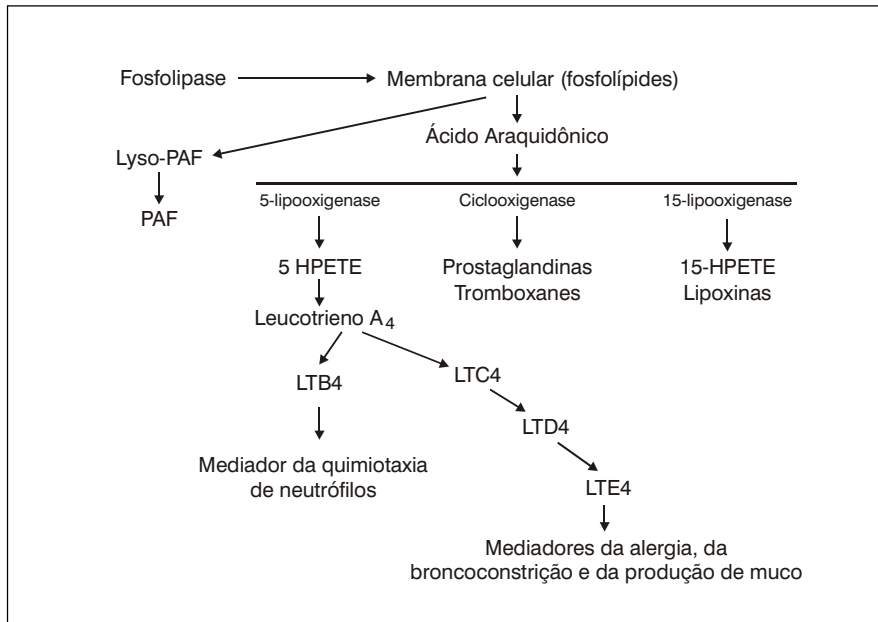 Fosfolipase
Membrana celular (fosfolípides)
Ácido Araquidônico
Lyso-PAF
PAF
5-lipooxigenase
Ciclooxigenase
15-lipooxigenase
5 HPETE
Prostaglandinas
Tromboxanes
15-HPETE
Lipoxinas
Leucotrieno A4
LTB4
LTC4
LTD4
Mediador da quimiotaxia
de neutrófilos
LTE4
Mediadores da alergia, da
broncoconstrição e da produção de muco